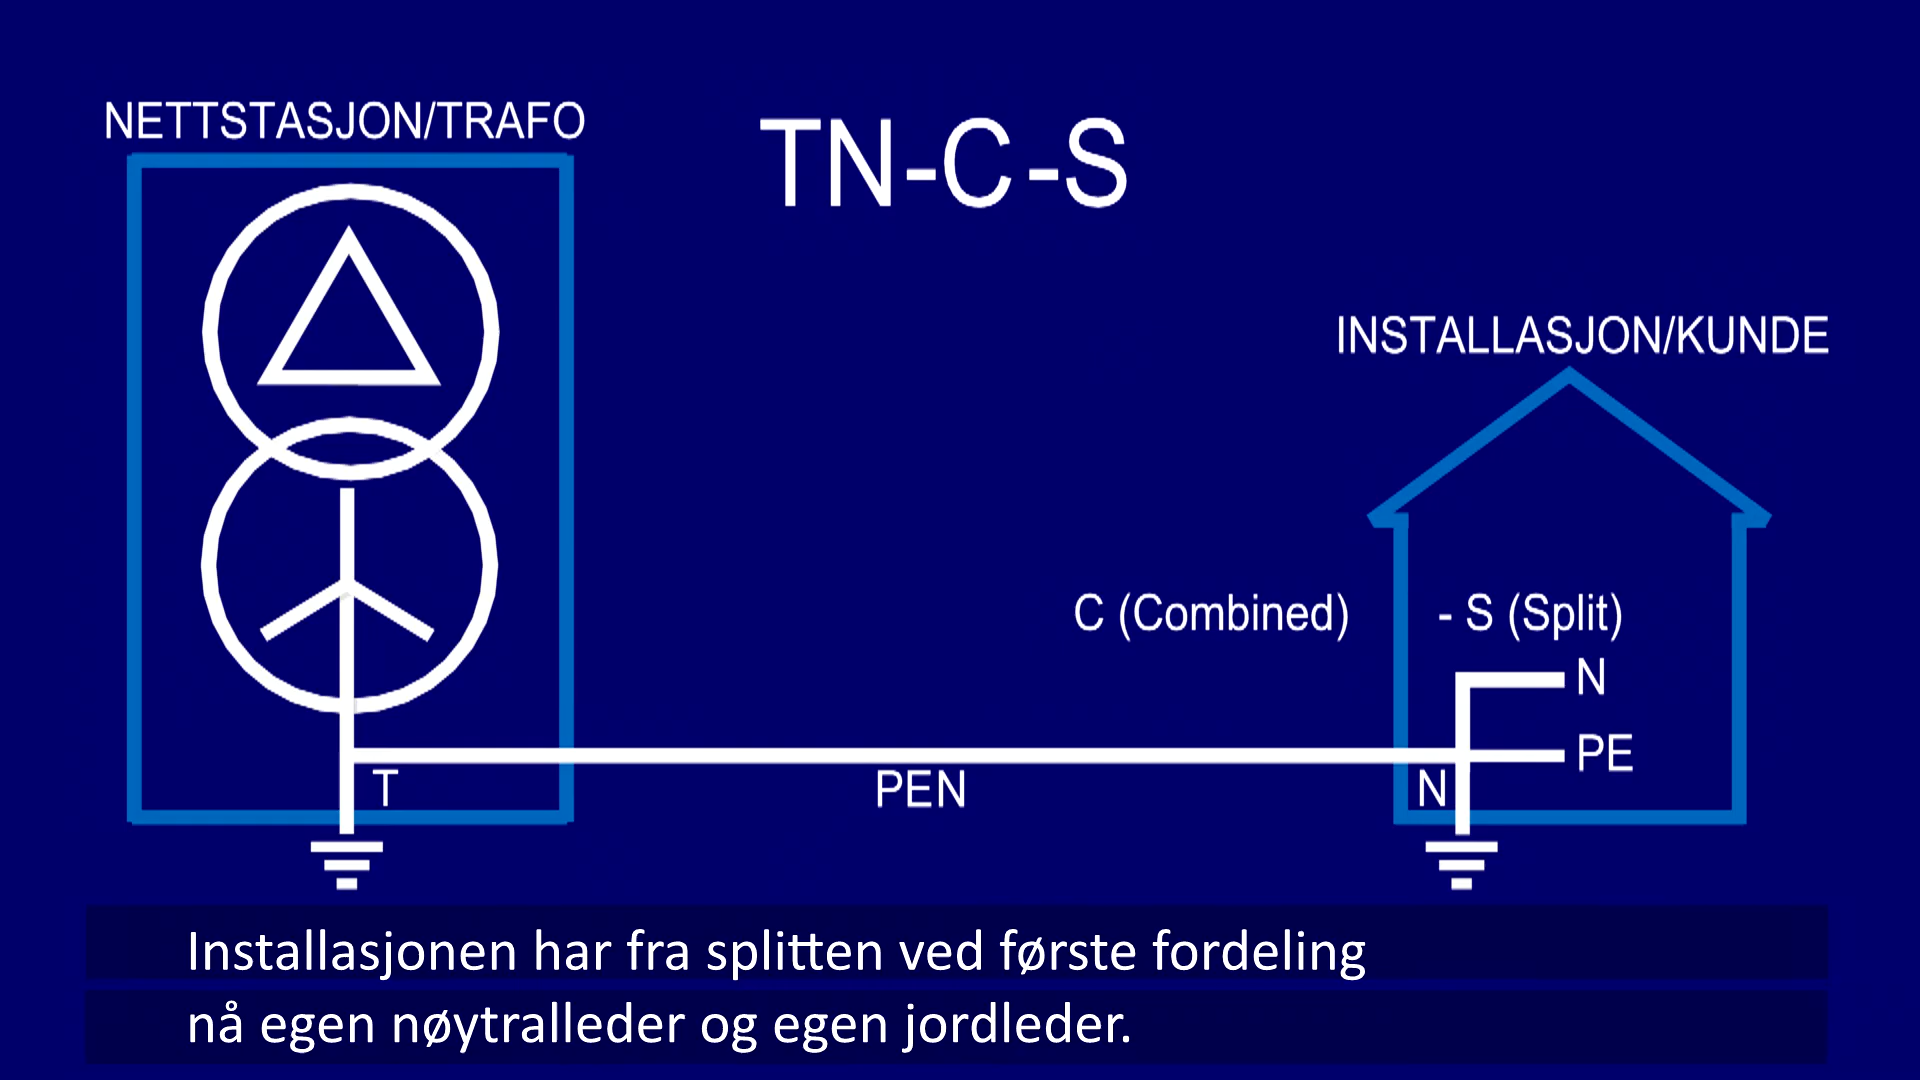 NETTSTASJON/TRAFO
TN-C-S
INSTALLASJON/KUNDE
C (Combined) - S (Split)
N
PE
T
PEN
N
Installasjonen har fra splitten ved første fordeling
nå egen nøytralleder og egen jordleder.